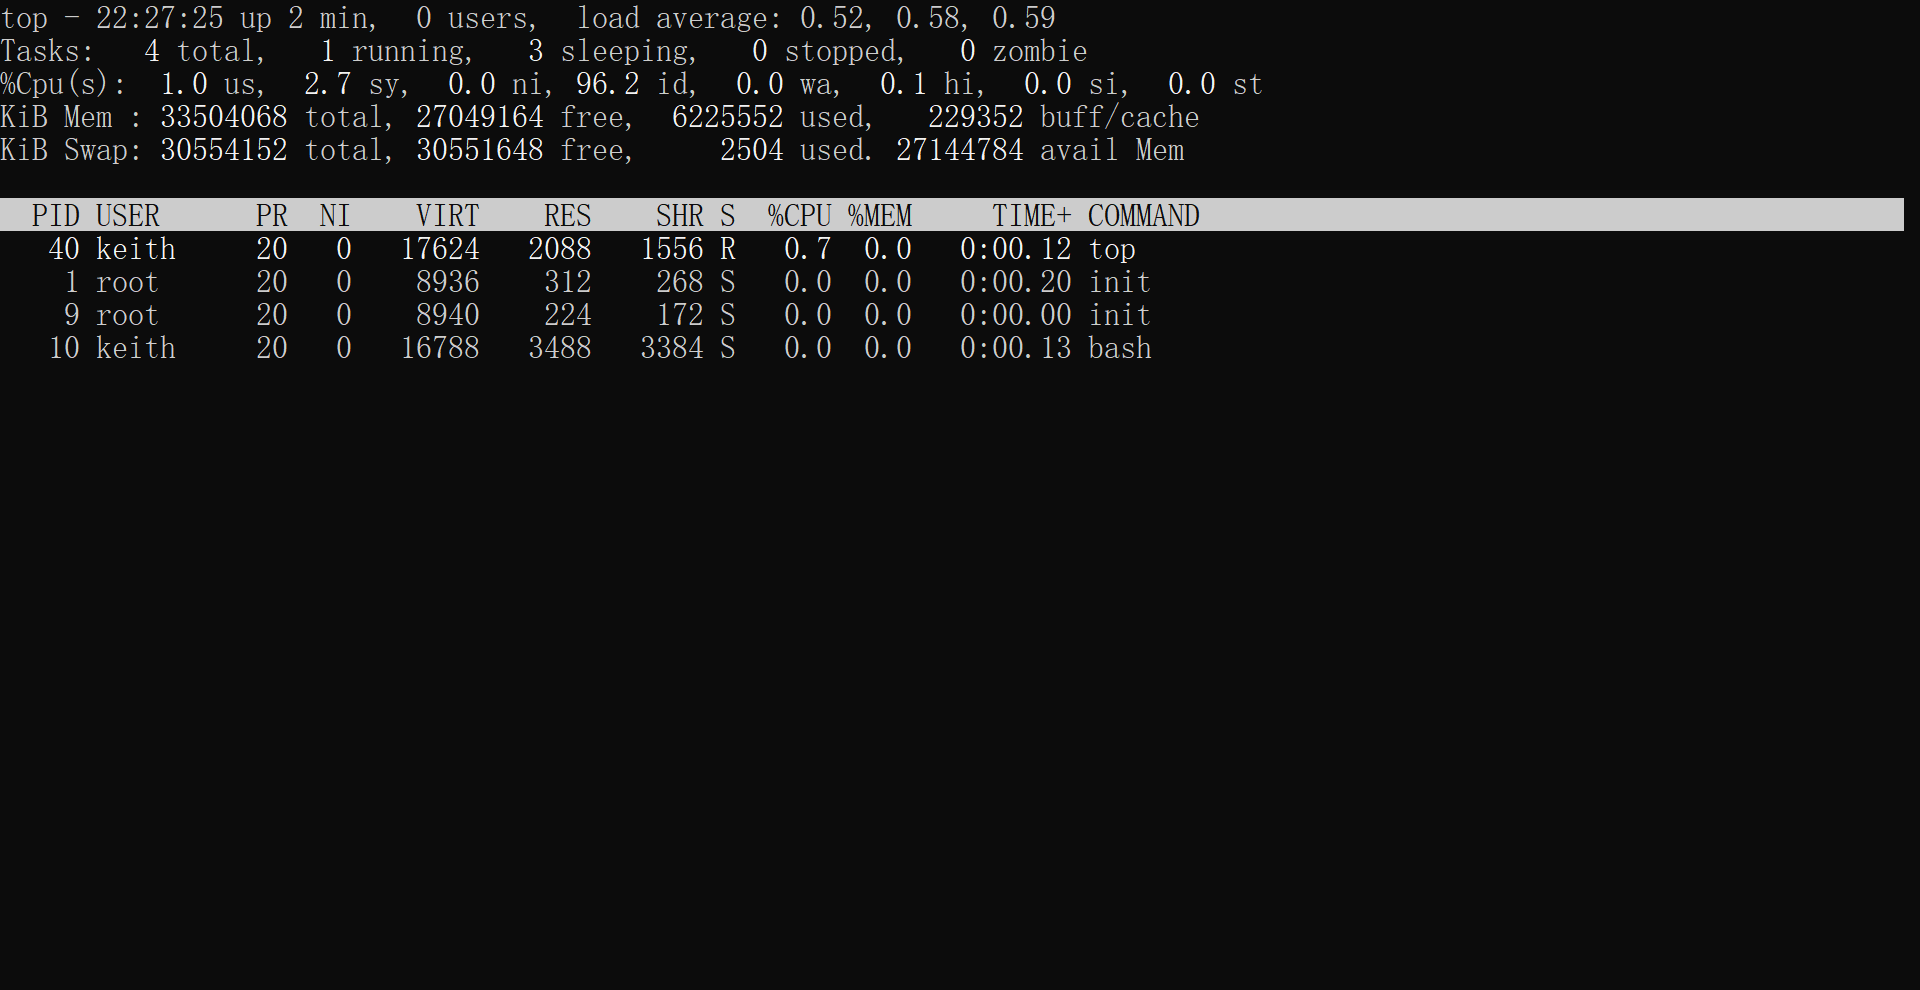 top - 22:27:25 up 2 min,  0 users,  load average: 0.52, 0.58, 0.59
Tasks:   4 total,   1 running,   3 sleeping,   0 stopped,   0 zombie
%Cpu(s):  1.0 us,  2.7 sy,  0.0 ni, 96.2 id,  0.0 wa,  0.1 hi,  0.0 si,  0.0 st
KiB Mem : 33504068 total, 27049164 free,  6225552 used,   229352 buff/cache
KiB Swap: 30554152 total, 30551648 free,     2504 used. 27144784 avail Mem
  PID USER      PR  NI    VIRT    RES    SHR S  %CPU %MEM     TIME+ COMMAND
   40 keith     20   0   17624   2088   1556 R   0.7  0.0   0:00.12 top
    1 root      20   0    8936    312    268 S   0.0  0.0   0:00.20 init
    9 root      20   0    8940    224    172 S   0.0  0.0   0:00.00 init
   10 keith     20   0   16788   3488   3384 S   0.0  0.0   0:00.13 bash